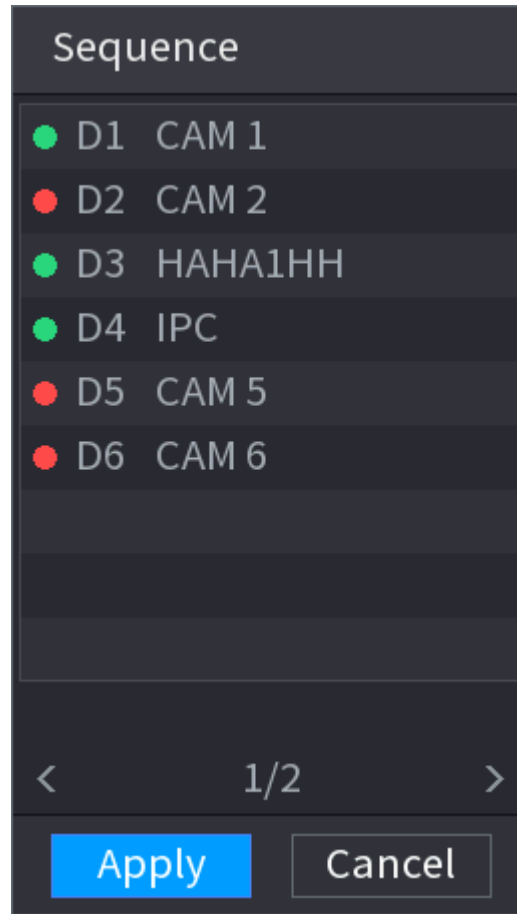 Sequence
D1 CAM 1
D2 CAM 2
D3 HAHA1HH
D4 IPC
D5 CAM 5
D6 CAM 6
< 1/2 >
Apply Cancel